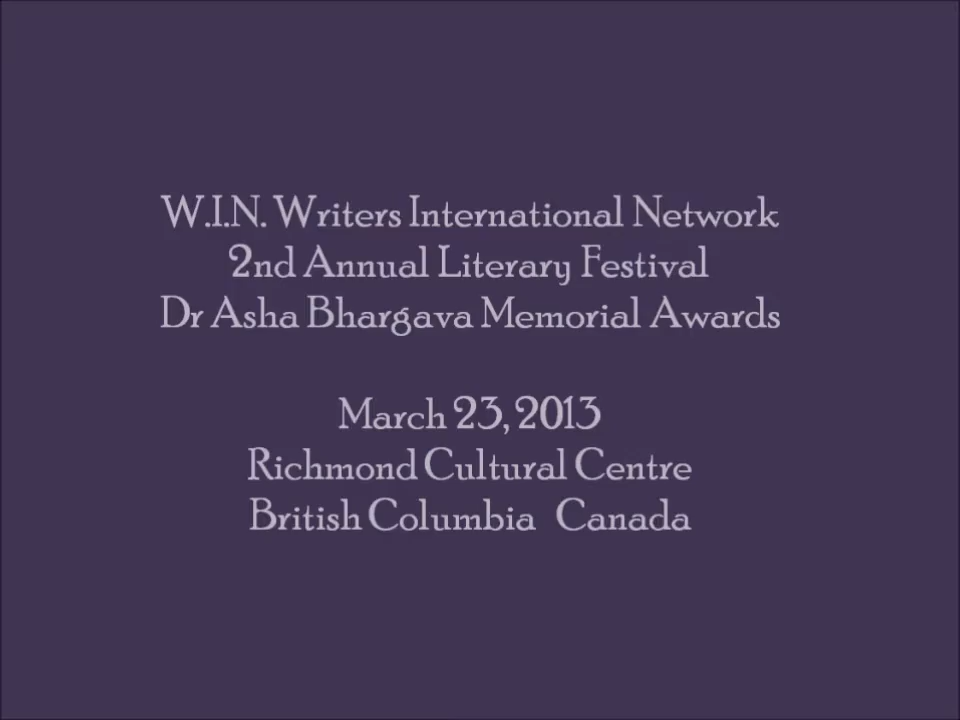 W.I.N. Writers International Network
2nd Annual Literary Festival
Dr Asha Bhargava Memorial Awards
March 23, 2013
Richmond Cultural Centre
British Columbia Canada